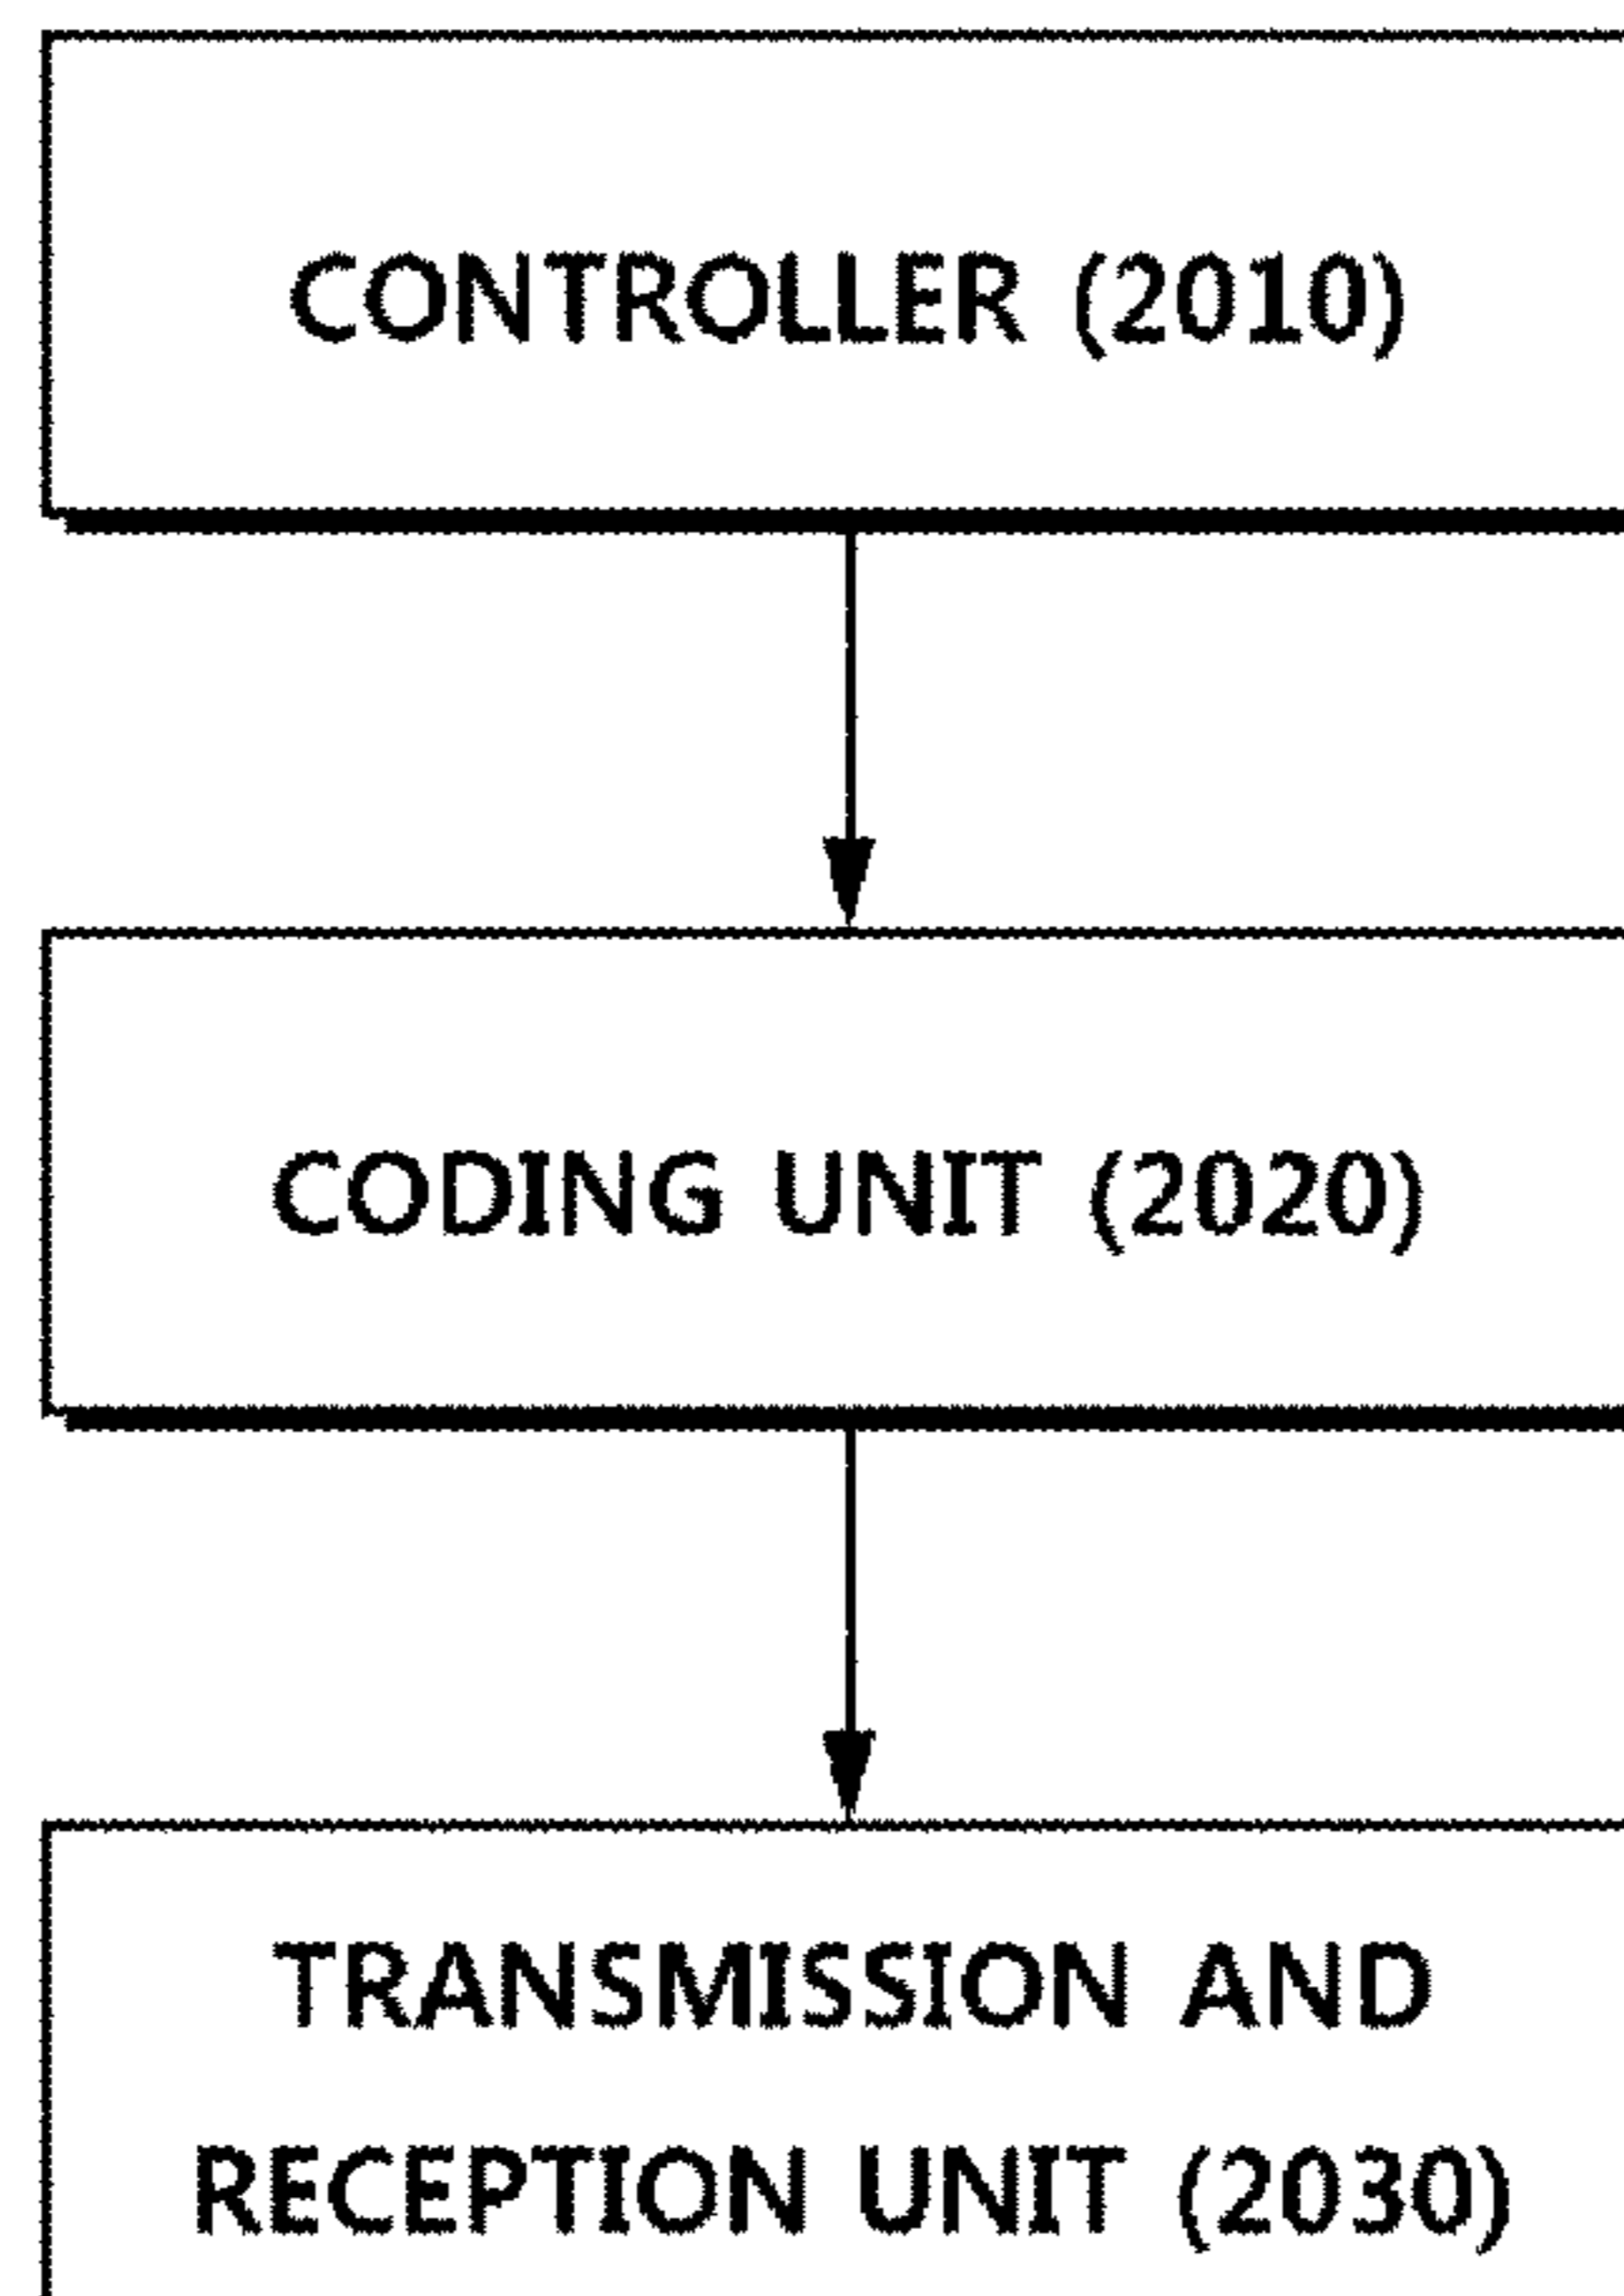 CONTROLLER (2010)
CODING UNIT (2020)
TRANSMISSION AND
RECEPTION UNIT (2030)